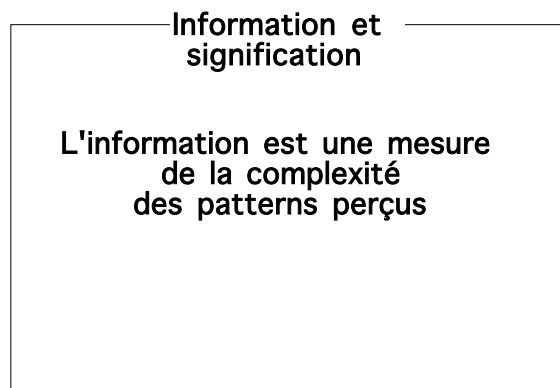 Information et
signification
L'information est une mesure
de la complexité
des patterns perçus